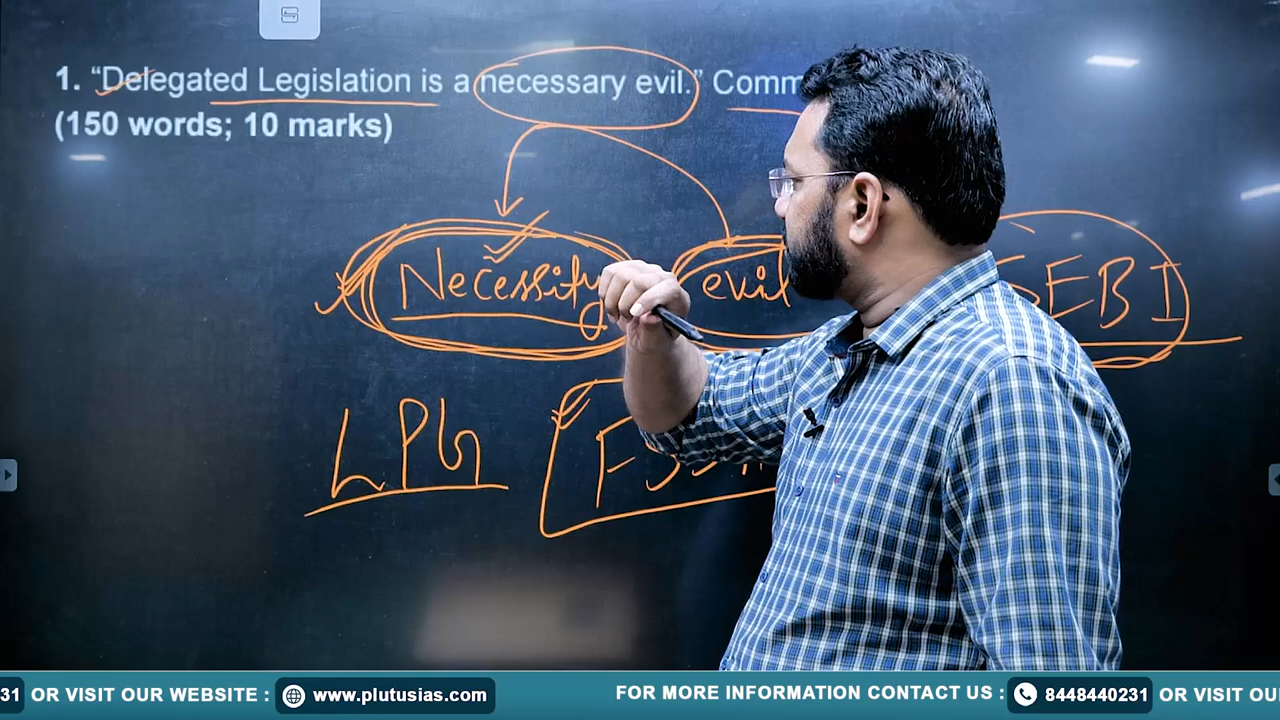 1. “Delegated Legislation is a necessary evil.” Comm
(150 words; 10 marks)
Necessity evil SEBI
LPG
31 OR VISIT OUR WEBSITE : www.plutusias.com FOR MORE INFORMATION CONTACT US : 8448440231 OR VISIT OU